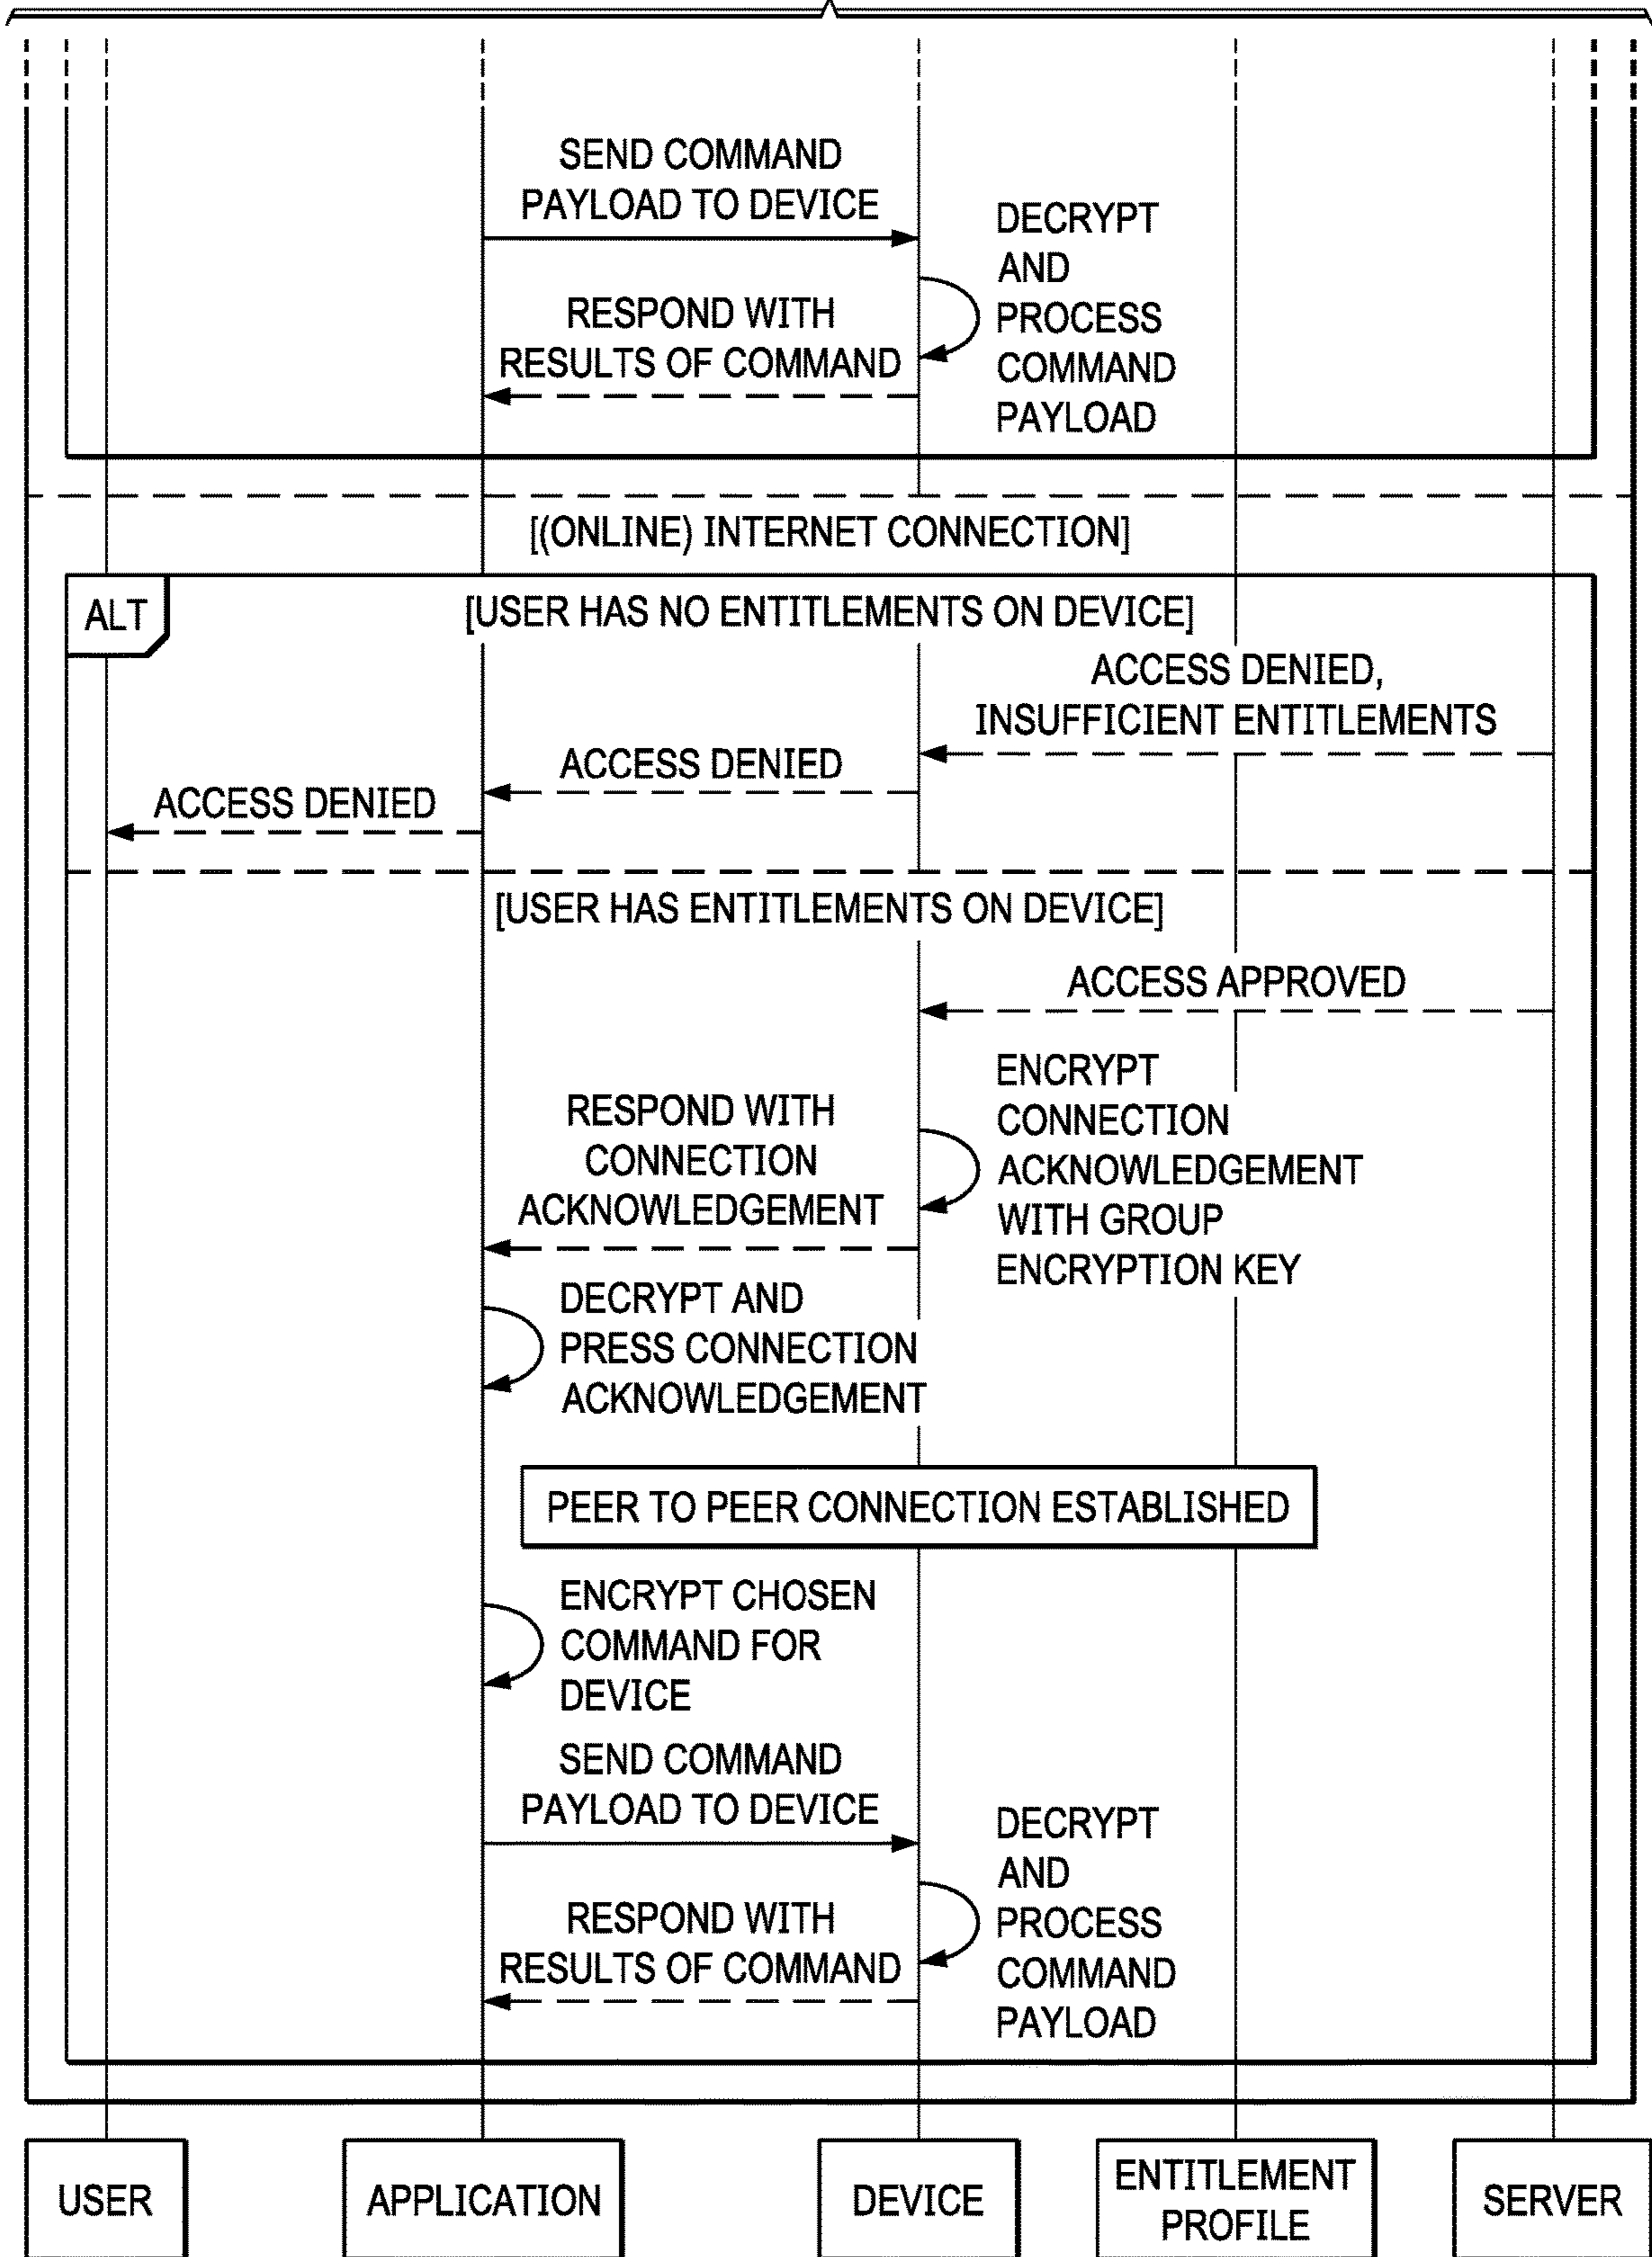 SEND COMMAND
PAYLOAD TO DEVICE
DECRYPT
AND
PROCESS
COMMAND
PAYLOAD
RESPOND WITH
RESULTS OF COMMAND
[(ONLINE) INTERNET CONNECTION]
ALT
[USER HAS NO ENTITLEMENTS ON DEVICE]
ACCESS DENIED,
INSUFFICIENT ENTITLEMENTS
ACCESS DENIED
ACCESS DENIED
[USER HAS ENTITLEMENTS ON DEVICE]
ACCESS APPROVED
ENCRYPT
CONNECTION
ACKNOWLEDGEMENT
WITH GROUP
ENCRYPTION KEY
RESPOND WITH
CONNECTION
ACKNOWLEDGEMENT
DECRYPT AND
PRESS CONNECTION
ACKNOWLEDGEMENT
PEER TO PEER CONNECTION ESTABLISHED
ENCRYPT CHOSEN
COMMAND FOR
DEVICE
SEND COMMAND
PAYLOAD TO DEVICE
DECRYPT
AND
PROCESS
COMMAND
PAYLOAD
RESPOND WITH
RESULTS OF COMMAND
USER
APPLICATION
DEVICE
ENTITLEMENT
PROFILE
SERVER